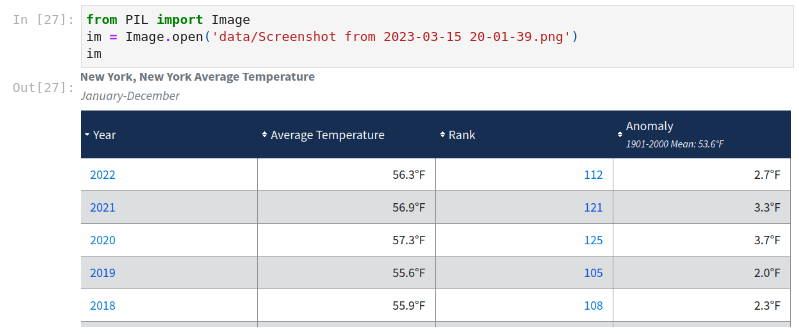 In [27]: from PIL import Image
im = Image.open('data/Screenshot from 2023-03-15 20-01-39.png')
im
Out[27]:
New York, New York Average Temperature
January-December
Year Average Temperature Rank Anomaly
1901-2000 Mean: 53.6°F
2022 56.3°F 112 2.7°F
2021 56.9°F 121 3.3°F
2020 57.3°F 125 3.7°F
2019 55.6°F 105 2.0°F
2018 55.9°F 108 2.3°F